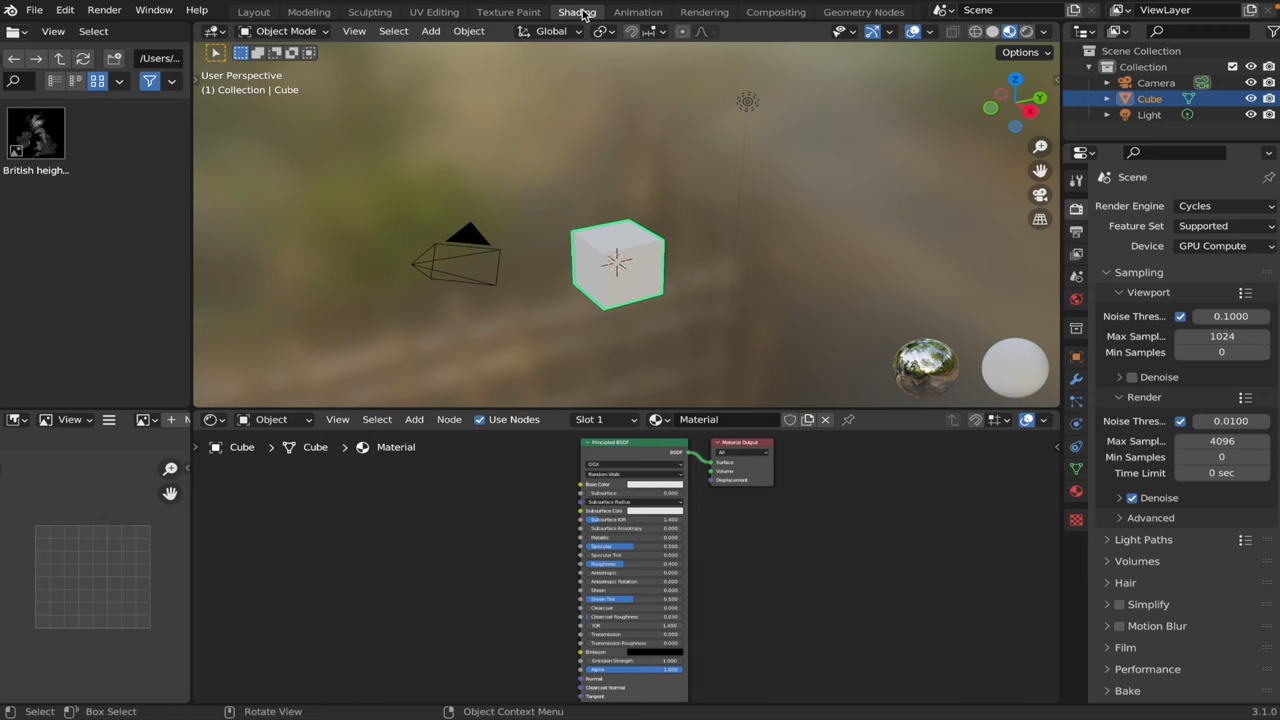 File Edit Render Window Help
Layout Modeling Sculpting UV Editing Texture Paint Shading Animation Rendering Compositing Geometry Nodes
Scene
ViewLayer
View Select
Object Mode View Select Add Object
Global
Options
/Users/...
User Perspective
(1) Collection | Cube
British heigh...
Z
Y
X
Scene Collection
Collection
Camera
Cube
Light
Scene
Render Engine Cycles
Feature Set Supported
Device GPU Compute
Sampling
Viewport
Noise Thres... 0.1000
Max Sampl... 1024
Min Samples 0
Denoise
Render
Noise Thres... 0.0100
Max Sampl... 4096
Min Samples 0
Time Limit 0 sec
Denoise
Advanced
Light Paths
Volumes
Hair
Simplify
Motion Blur
Film
Performance
Bake
View
N
Object View Select Add Node Use Nodes Slot 1 Material
Cube Cube Material
Principled BSDF
BSDF
GGX
Random Walk
Base Color
Subsurface 0.000
Subsurface Radius
Subsurface Colo
Subsurface IOR 1.400
Subsurface Anisotropy 0.000
Metallic 0.000
Specular 0.500
Specular Tint 0.000
Roughness 0.400
Anisotropic 0.000
Anisotropic Rotation 0.000
Sheen 0.000
Sheen Tint 0.500
Clearcoat 0.000
Clearcoat Roughness 0.030
IOR 1.450
Transmission 0.000
Transmission Roughness 0.000
Emission
Emission Strength 1.000
Alpha 1.000
Normal
Clearcoat Normal
Tangent
Material Output
All
Surface
Volume
Displacement
Select Box Select Rotate View Object Context Menu 3.1.0